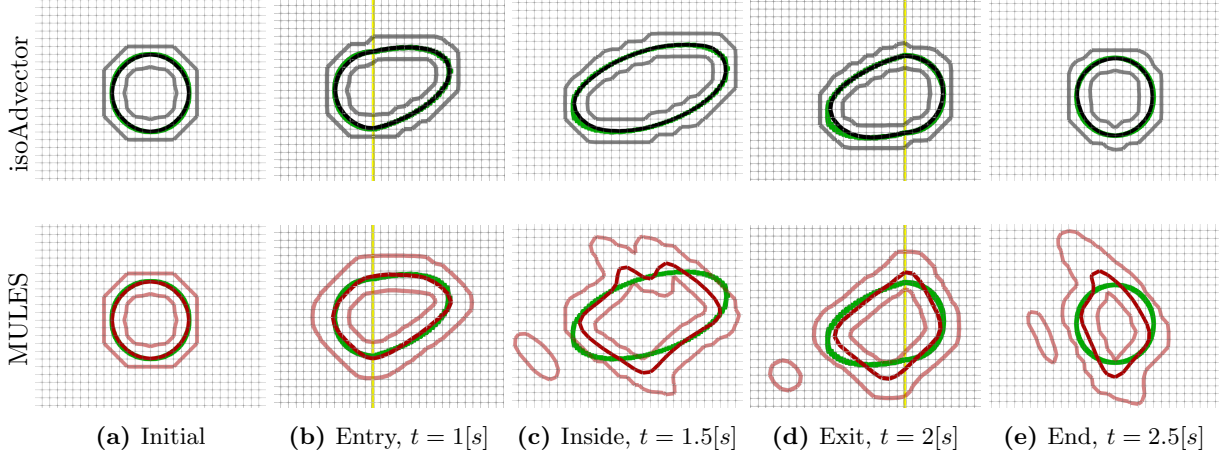 isoAdvector
MULES
(a) Initial
(b) Entry, t = 1[s]
(c) Inside, t = 1.5[s]
(d) Exit, t = 2[s]
(e) End, t = 2.5[s]